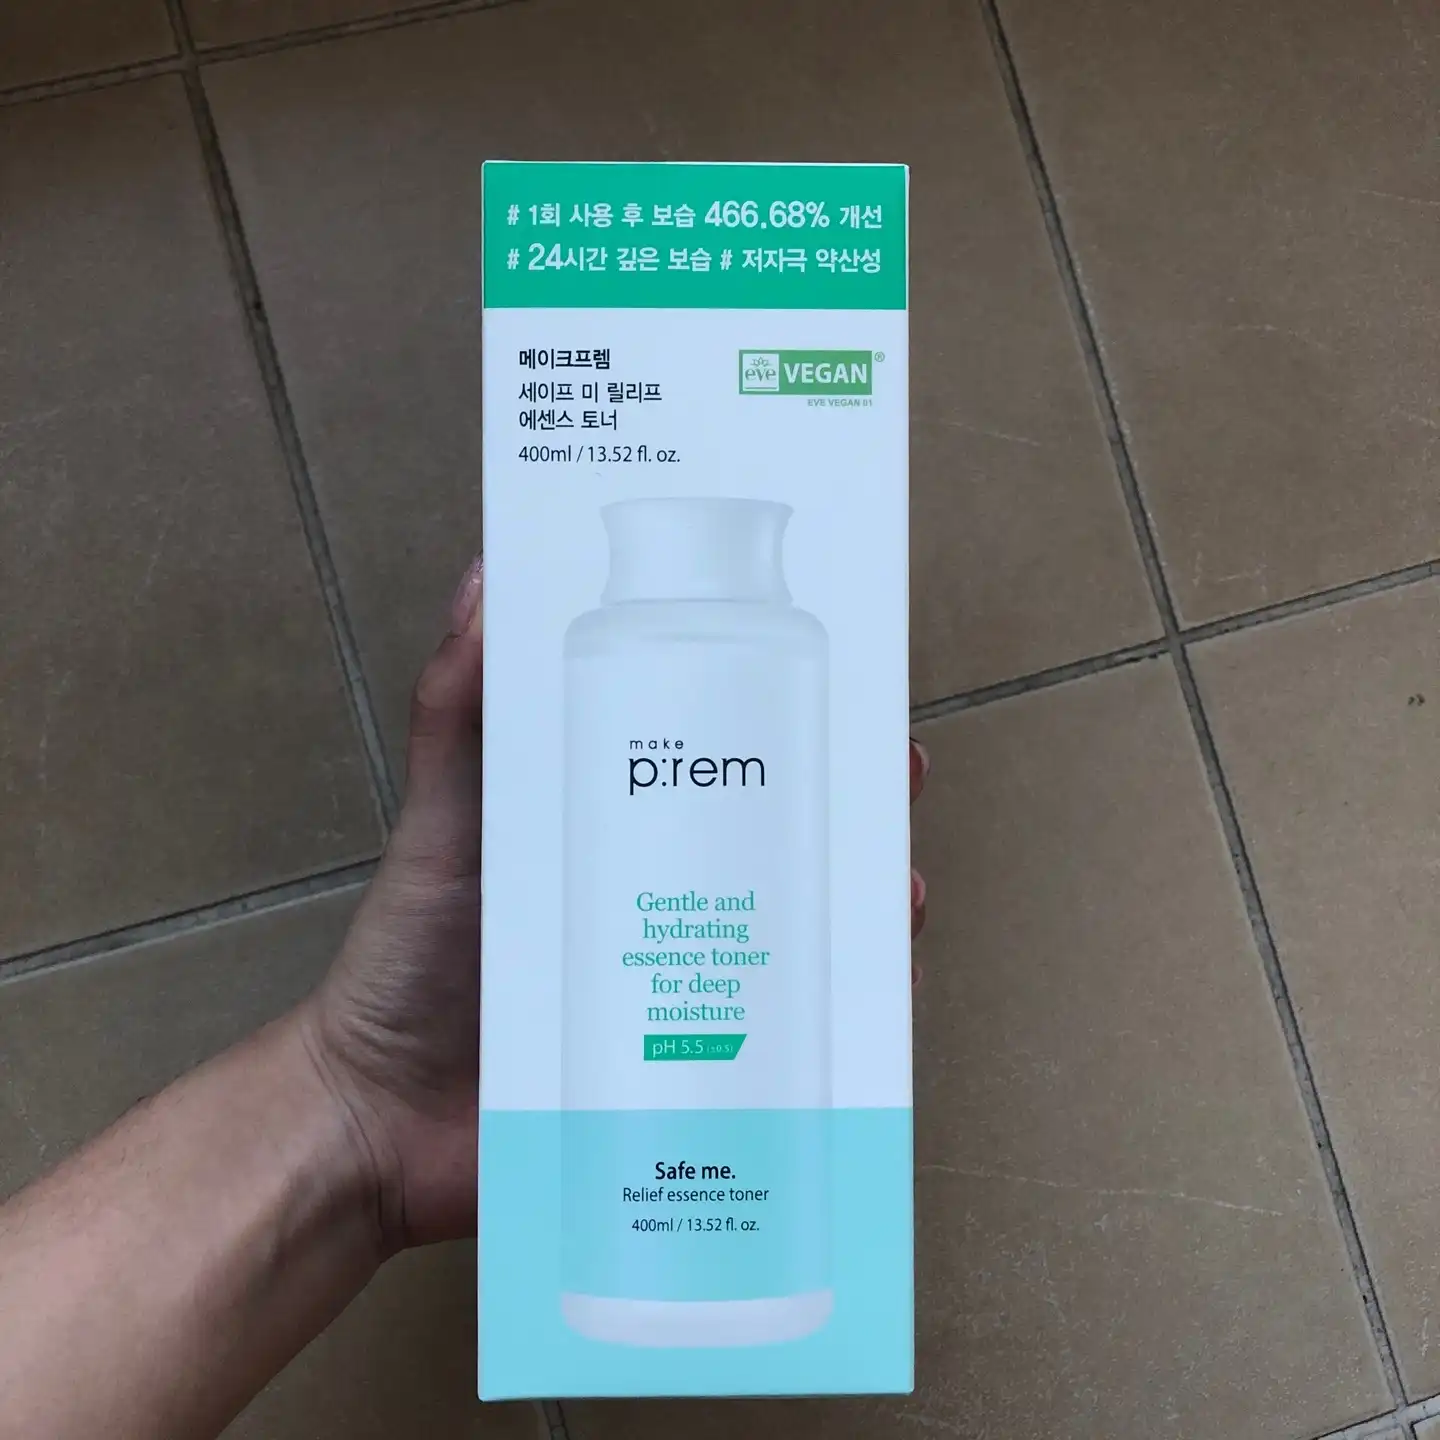 # 1회 사용 후 보습 466.68% 개선
# 24시간 깊은 보습 # 저자극 약산성
메이크프렘
세이프 미 릴리프
에센스 토너
400ml / 13.52 fl. oz.
eve VEGAN ®
EVE VEGAN 01
make
p:rem
Gentle and
hydrating
essence toner
for deep
moisture
pH 5.5 (±0.5)
Safe me.
Relief essence toner
400ml / 13.52 fl. oz.